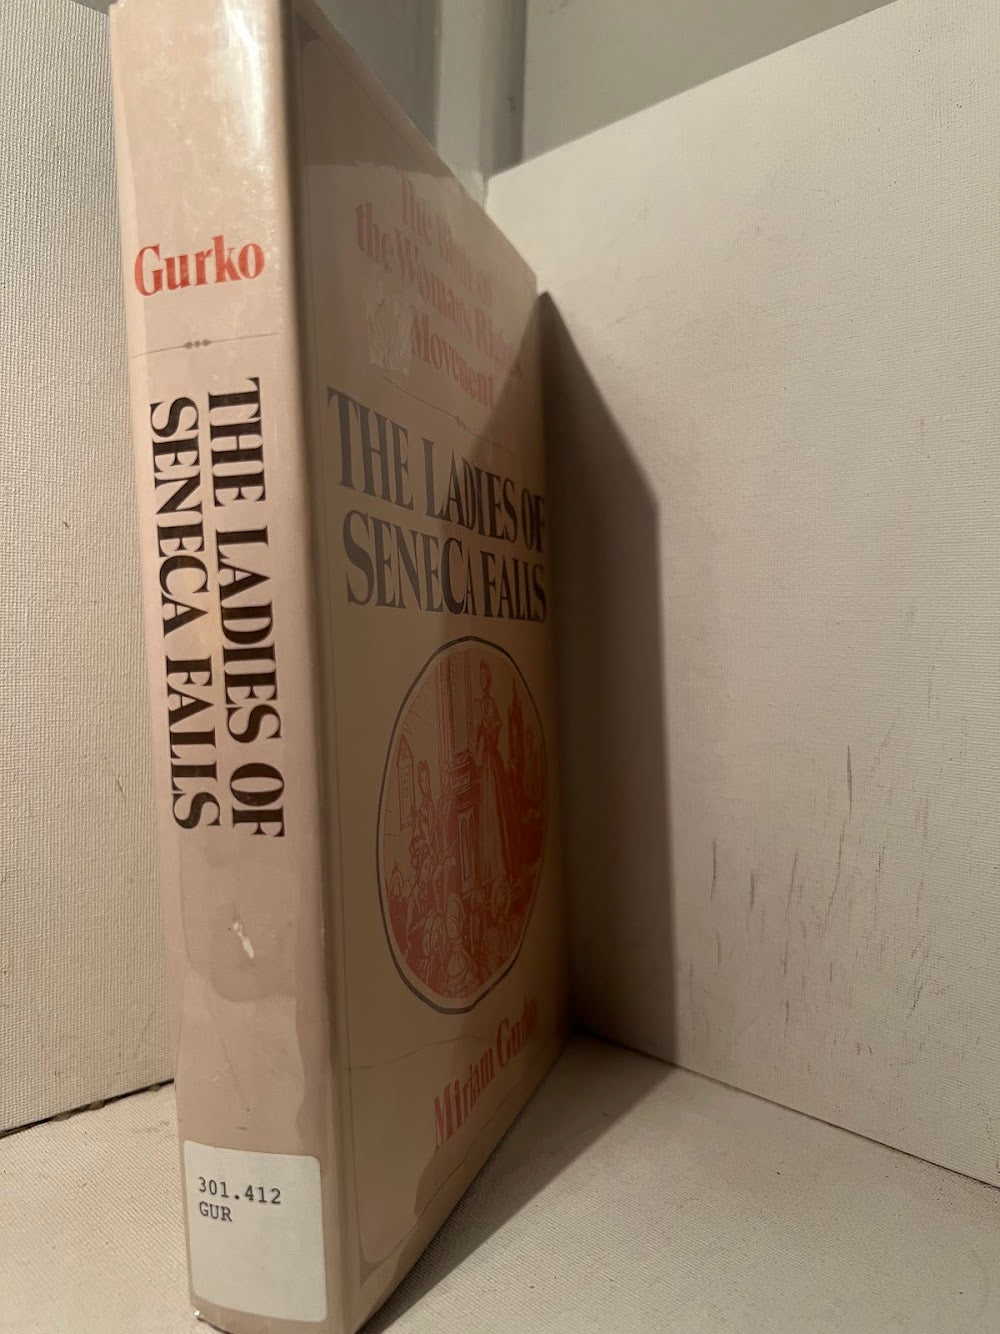 Gurko
THE LADIES OF
SENECA FALLS
301.412
GUR
The Birth of
the Woman's Rights
Movement
THE LADIES OF
SENECA FALLS
Miriam Gurko